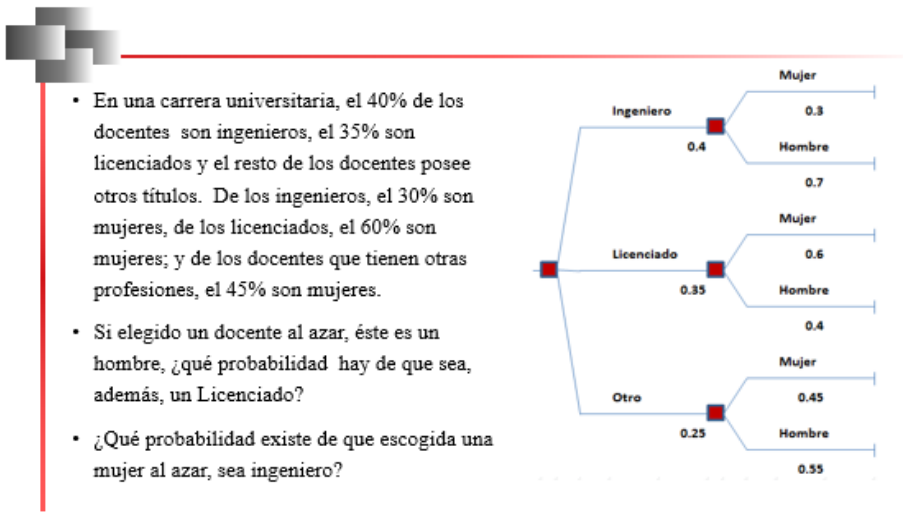 • En una carrera universitaria, el 40% de los
docentes son ingenieros, el 35% son
licenciados y el resto de los docentes posee
otros títulos. De los ingenieros, el 30% son
mujeres, de los licenciados, el 60% son
mujeres; y de los docentes que tienen otras
profesiones, el 45% son mujeres.
• Si elegido un docente al azar, éste es un
hombre, ¿qué probabilidad hay de que sea,
además, un Licenciado?
• ¿Qué probabilidad existe de que escogida una
mujer al azar, sea ingeniero?
Mujer
Ingeniero
0.3
0.4
Hombre
0.7
Mujer
Licenciado
0.6
0.35
Hombre
0.4
Mujer
Otro
0.45
0.25
Hombre
0.55